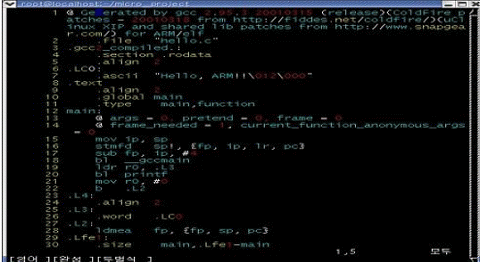 root@localhost:~/micro_project
1 @ Generated by gcc 2.95.3 20010315 (release)(ColdFire p
atches - 20010318 from http://fiddes.net/coldfire/)(uCl
inux XIP and shared lib patches from http://www.snapgea
r.com/) for ARM/elf
2 .file "Hello.c"
3 .gcc2_compiled.:
4 .section .rodata
5 .align 2
6 .LC0:
7 .ascii "Hello, ARM!!\012\000"
8 .text
9 .align 2
10 .global main
11 .type main,function
12 main:
13 @ args = 0, pretend = 0, frame = 0
14 @ frame_needed = 1, current_function_anonymous_args
= 0
15 mov ip, sp
16 stmfd sp!, {fp, ip, lr, pc}
17 sub fp, ip, #4
18 bl __gccmain
19 ldr r0, .L3
20 bl printf
21 mov r0, #0
22 b .L2
23 .L4:
24 .align 2
25 .L3:
26 .word .LC0
27 .L2:
28 ldmea fp, {fp, sp, pc}
29 .Lfe1:
30 .size main,.Lfe1-main
1,5 모두
[영어 ][완성 ][두벌식 ]